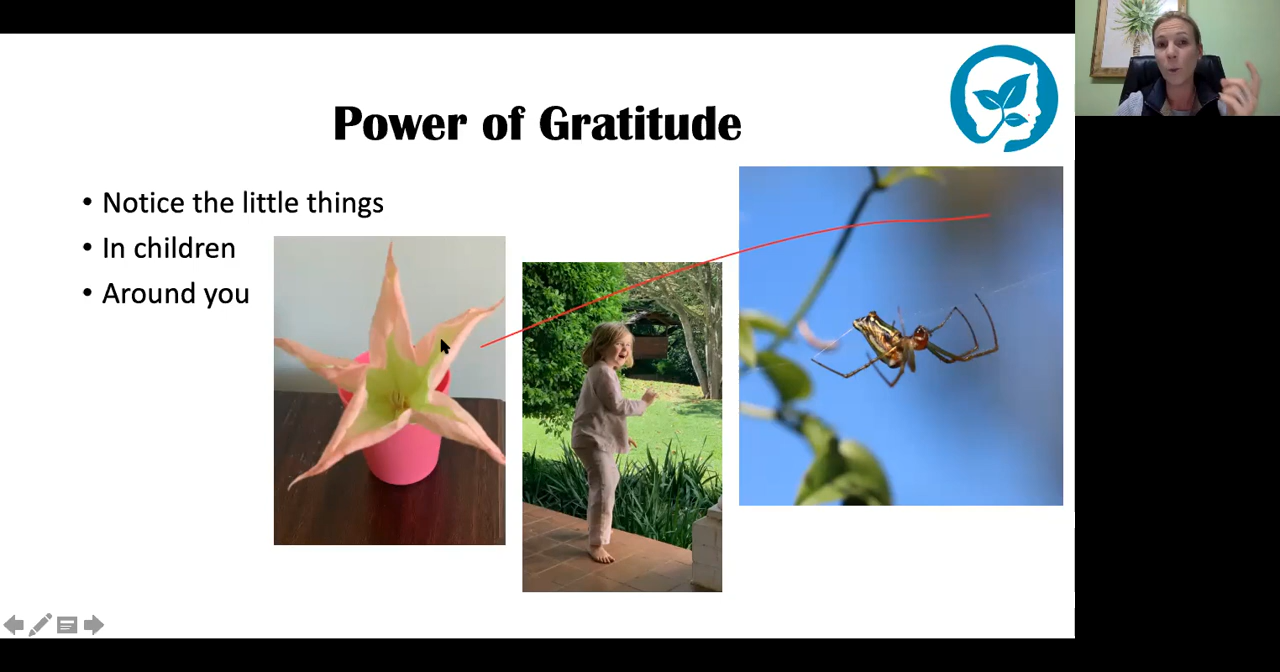 Power of Gratitude
• Notice the little things
• In children
• Around you